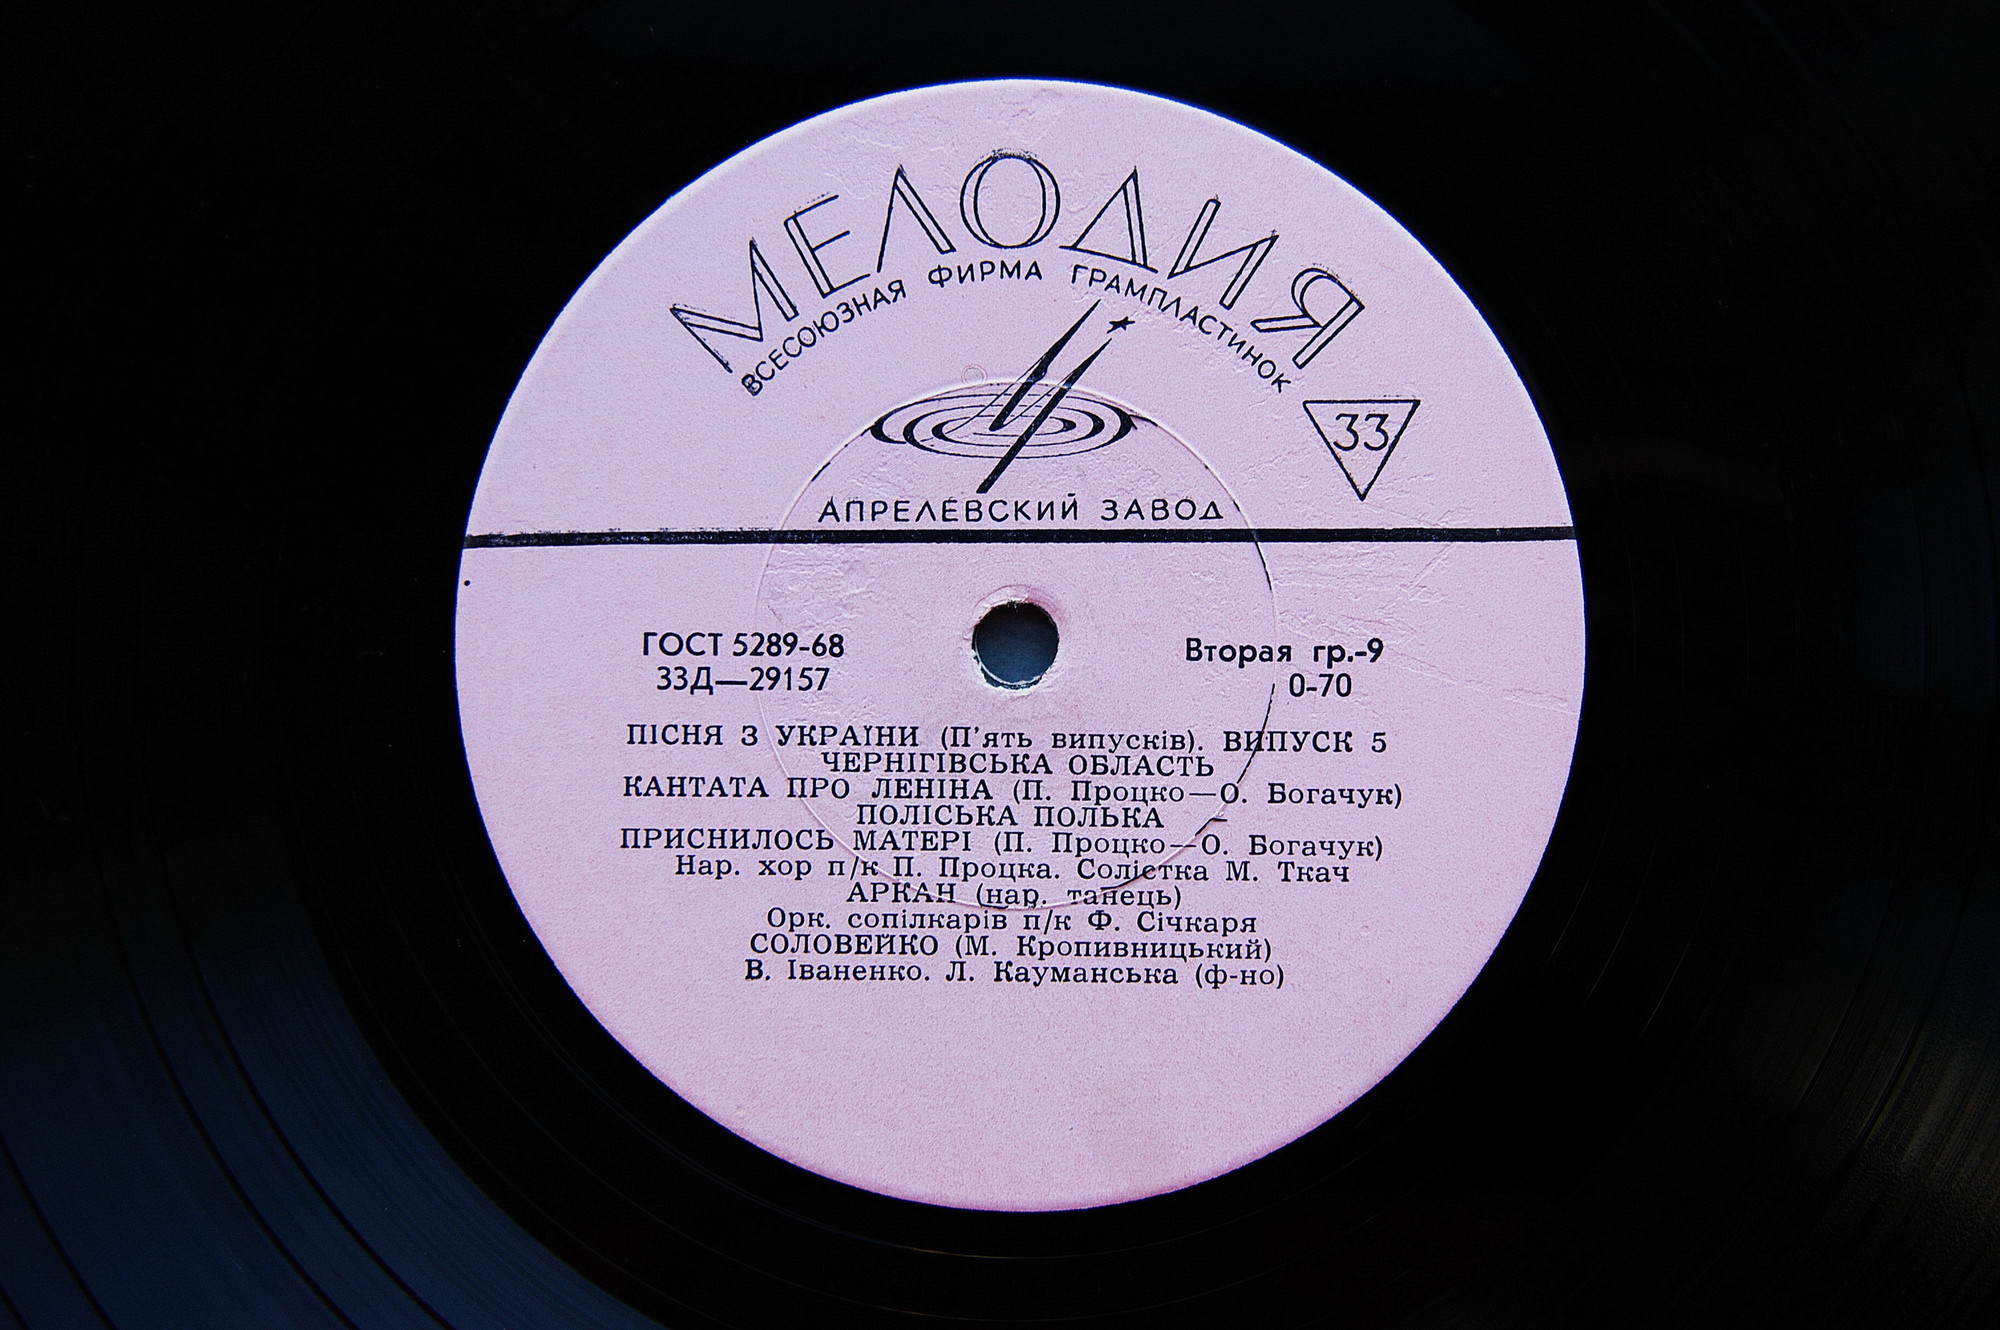 МЕЛОДИЯ
ВСЕСОЮЗНАЯ ФИРМА ГРАМПЛАСТИНОК
33
АПРЕЛЕВСКИЙ ЗАВОД
ГОСТ 5289-68
33Д—29157
Вторая гр.-9
0-70
ПІСНЯ З УКРАЇНИ (П'ять випусків). ВИПУСК 5
ЧЕРНІГІВСЬКА ОБЛАСТЬ
КАНТАТА ПРО ЛЕНІНА (П. Процко—О. Богачук)
ПОЛІСЬКА ПОЛЬКА
ПРИСНИЛОСЬ МАТЕРІ (П. Процко—О. Богачук)
Нар. хор п/к П. Процка. Солістка М. Ткач
АРКАН (нар. танець)
Орк. сопілкарів п/к Ф. Січкаря
СОЛОВЕЙКО (М. Кропивницький)
В. Іваненко. Л. Кауманська (ф-но)